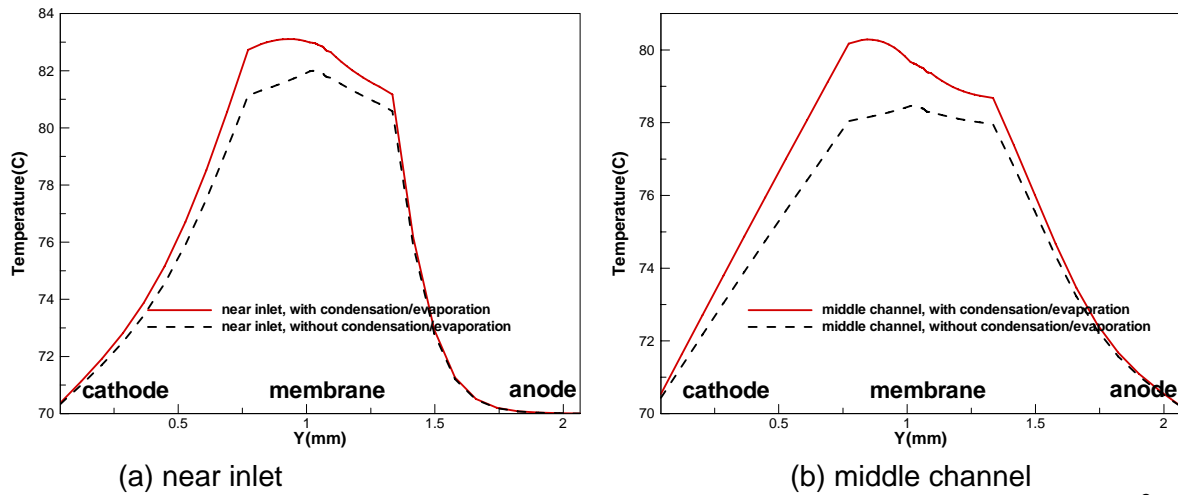 84
82
80
78
76
74
72
70
Temperature(C)
near inlet, with condensation/evaporation
near inlet, without condensation/evaporation
cathode membrane anode
0.5 1 1.5 2
Y(mm)
(a) near inlet
80
78
76
74
72
70
Temperature(C)
middle channel, with condensation/evaporation
middle channel, without condensation/evaporation
cathode membrane anode
0.5 1 1.5 2
Y(mm)
(b) middle channel